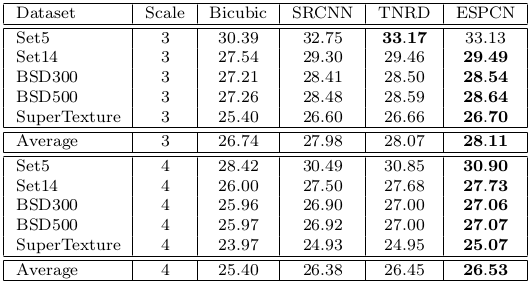 Dataset Scale Bicubic SRCNN TNRD ESPCN
Set5 3 30.39 32.75 33.17 33.13
Set14 3 27.54 29.30 29.46 29.49
BSD300 3 27.21 28.41 28.50 28.54
BSD500 3 27.26 28.48 28.59 28.64
SuperTexture 3 25.40 26.60 26.66 26.70
Average 3 26.74 27.98 28.07 28.11
Set5 4 28.42 30.49 30.85 30.90
Set14 4 26.00 27.50 27.68 27.73
BSD300 4 25.96 26.90 27.00 27.06
BSD500 4 25.97 26.92 27.00 27.07
SuperTexture 4 23.97 24.93 24.95 25.07
Average 4 25.40 26.38 26.45 26.53